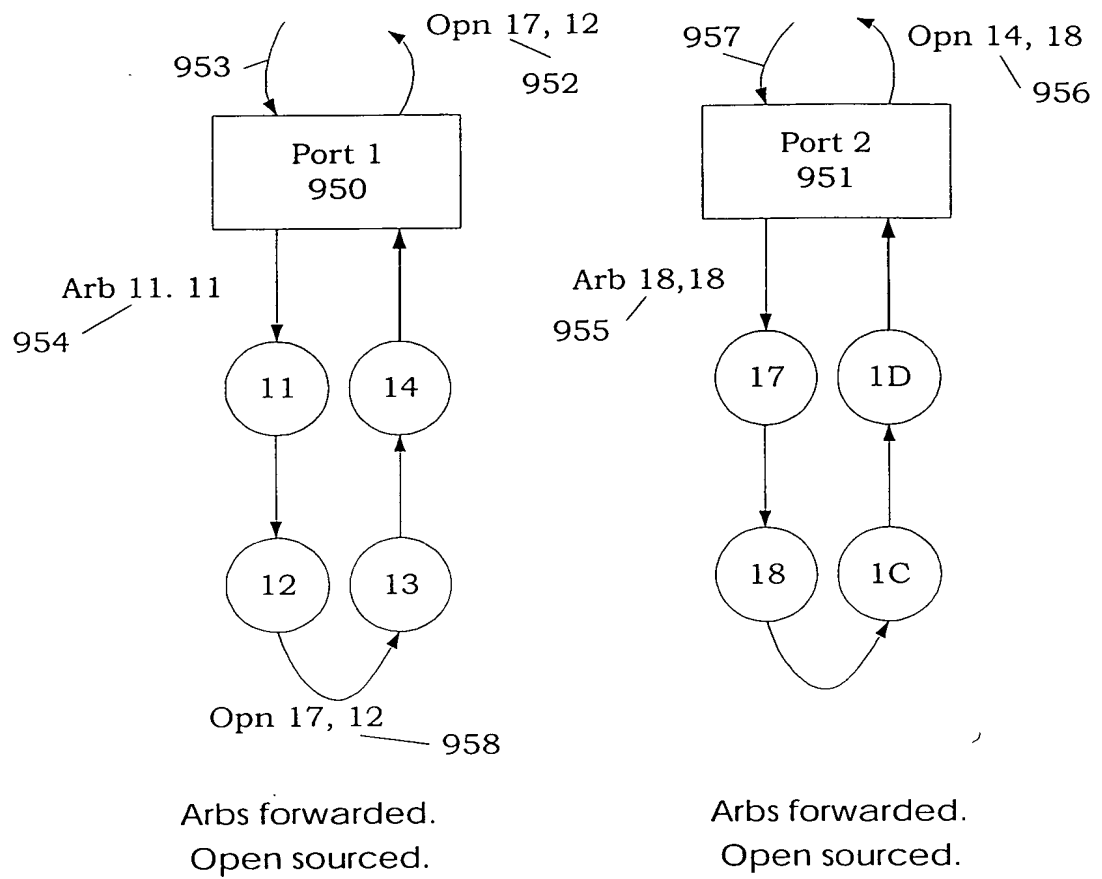 Opn 17, 12
952
953
Port 1
950
Arb 11. 11
954
11
14
12
13
Opn 17, 12
958
Arbs forwarded.
Open sourced.
957
Opn 14, 18
956
Port 2
951
Arb 18,18
955
17
1D
18
1C
Arbs forwarded.
Open sourced.